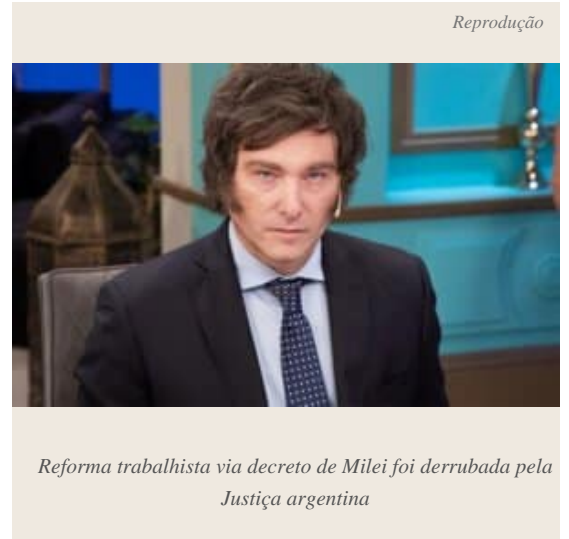 Reprodução
Reforma trabalhista via decreto de Milei foi derrubada pela
Justiça argentina